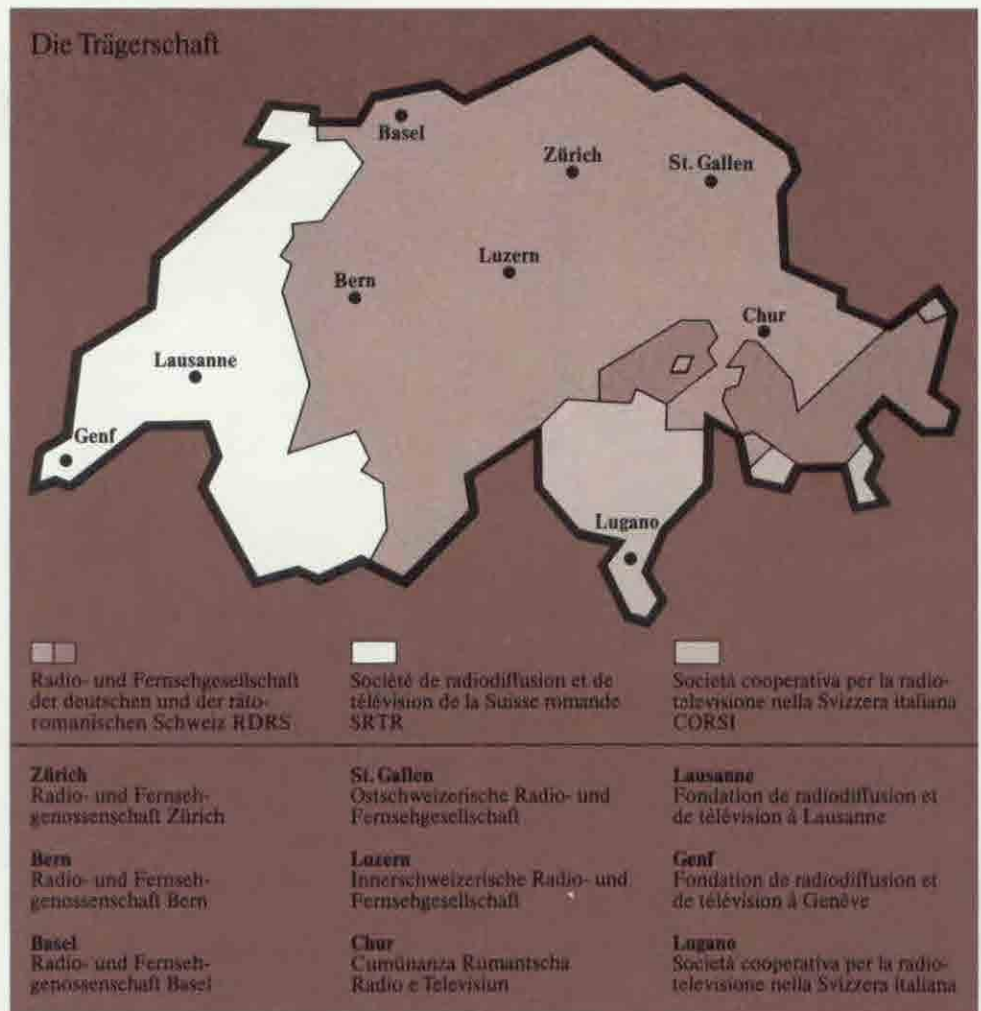 Die Trägerschaft
Basel
Zürich
St. Gallen
Luzern
Bern
Chur
Lausanne
Genf
Lugano
Radio- und Fernsehgesellschaft
der deutschen und der räto-
romanischen Schweiz RDRS
Société de radiodiffusion et de
télévision de la Suisse romande
SRTR
Società cooperativa per la radio-
televisione nella Svizzera italiana
CORSI
Zürich
Radio- und Fernseh-
genossenschaft Zürich
St. Gallen
Ostschweizerische Radio- und
Fernsehgesellschaft
Lausanne
Fondation de radiodiffusion et
de télévision à Lausanne
Bern
Radio- und Fernseh-
genossenschaft Bern
Luzern
Innerschweizerische Radio- und
Fernsehgesellschaft
Genf
Fondation de radiodiffusion et
de télévision à Genève
Basel
Radio- und Fernseh-
genossenschaft Basel
Chur
Cumünanza Rumantscha
Radio e Televisiun
Lugano
Società cooperativa per la radio-
televisione nella Svizzera italiana